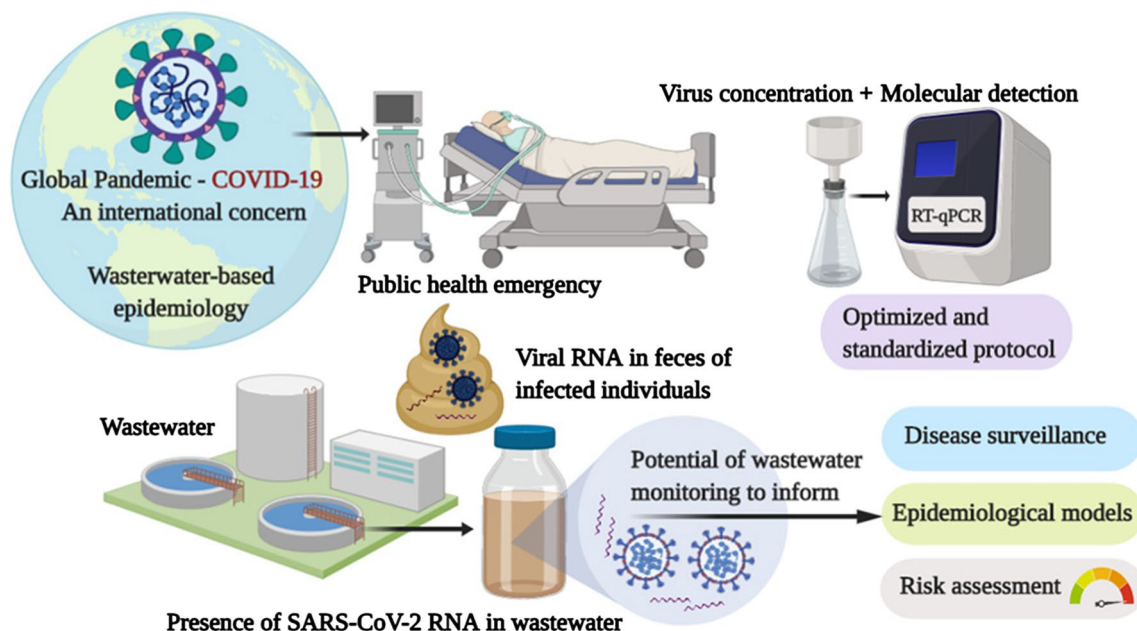 Global Pandemic - COVID-19
An international concern
Wasterwater-based
epidemiology
Public health emergency
Virus concentration + Molecular detection
RT-qPCR
Optimized and
standardized protocol
Viral RNA in feces of
infected individuals
Wastewater
Presence of SARS-CoV-2 RNA in wastewater
Potential of wastewater
monitoring to inform
Disease surveillance
Epidemiological models
Risk assessment